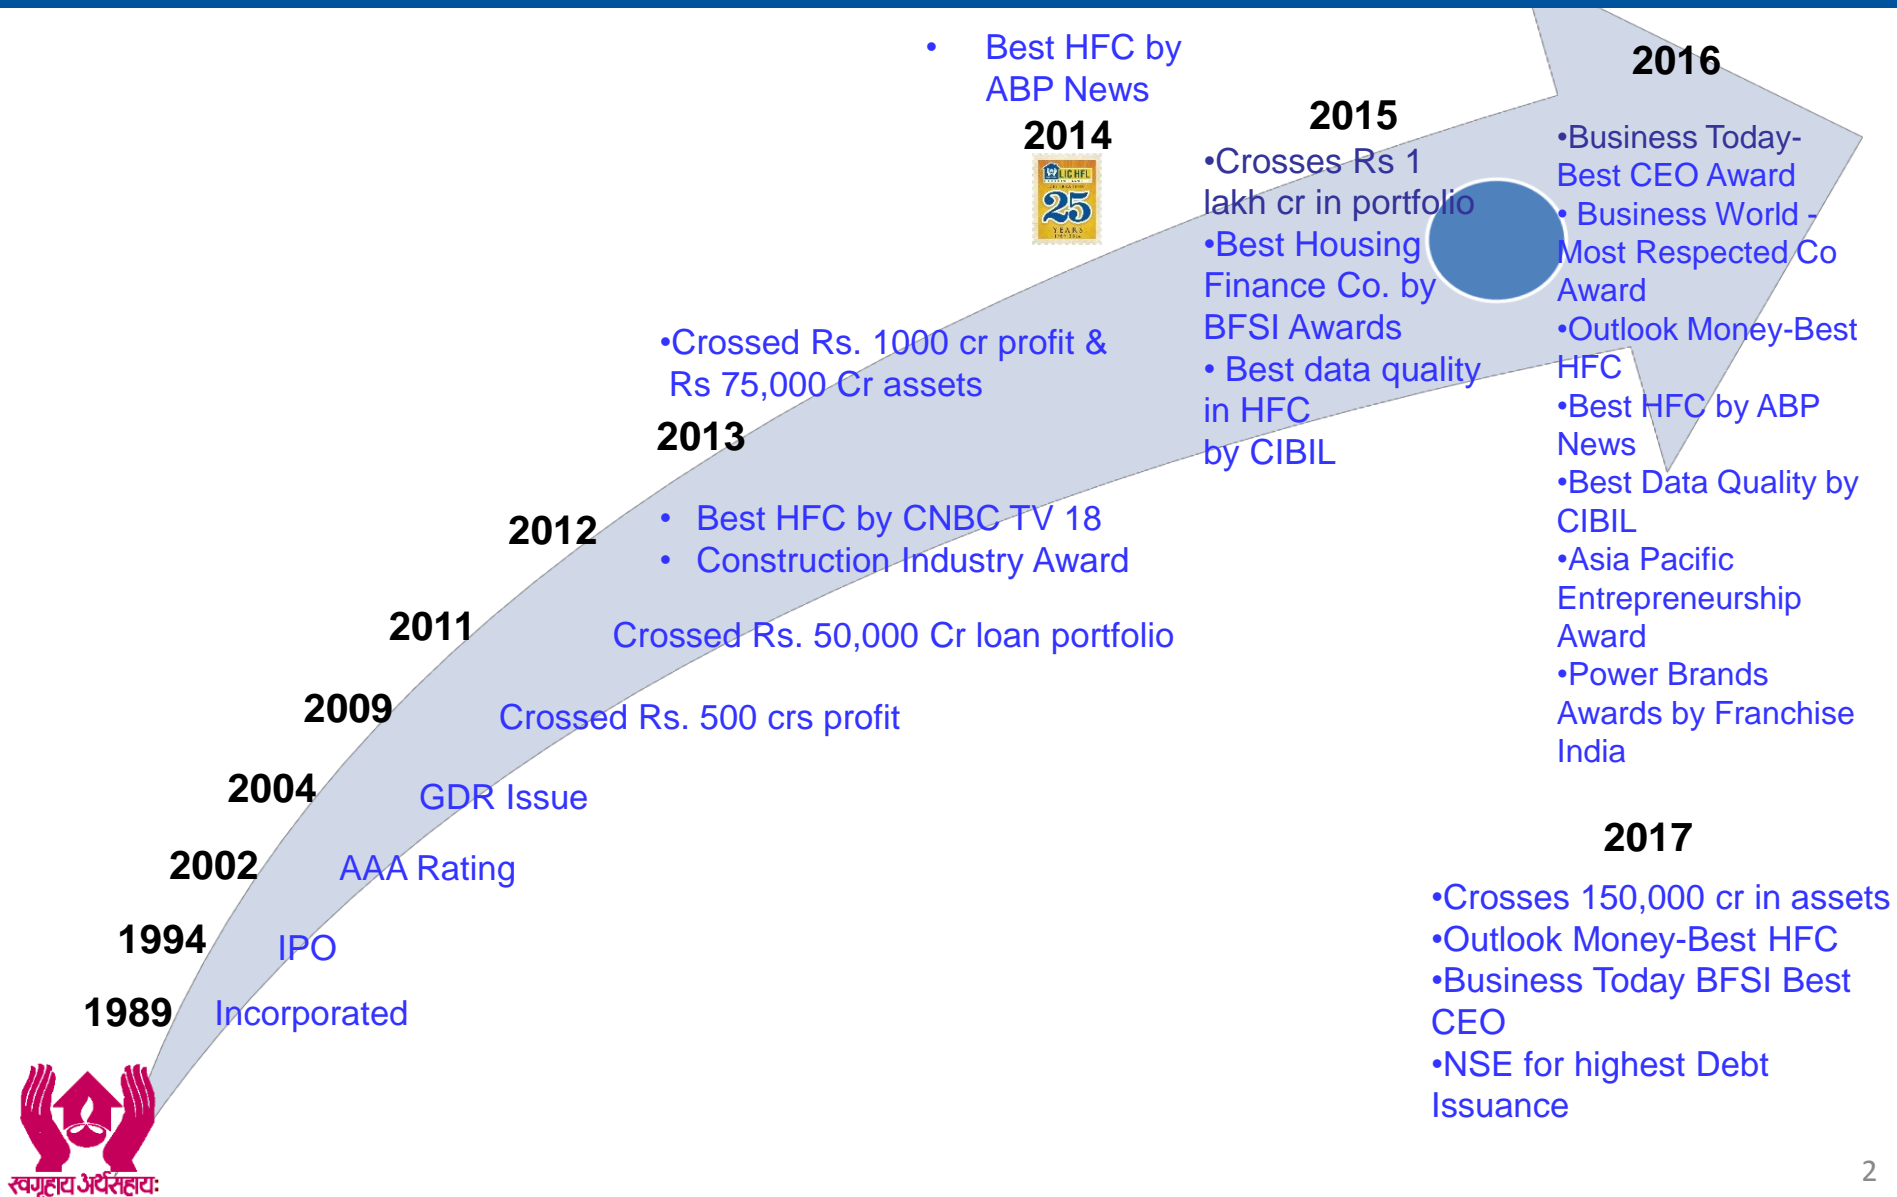 • Best HFC by
ABP News
2014
LIC HFL
25
YEARS
2015
•Crosses Rs 1
lakh cr in portfolio
•Best Housing
Finance Co. by
BFSI Awards
• Best data quality
in HFC
by CIBIL
2016
•Business Today-
Best CEO Award
• Business World -
Most Respected Co
Award
•Outlook Money-Best
HFC
•Best HFC by ABP
News
•Best Data Quality by
CIBIL
•Asia Pacific
Entrepreneurship
Award
•Power Brands
Awards by Franchise
India
•Crossed Rs. 1000 cr profit &
Rs 75,000 Cr assets
2013
2012
• Best HFC by CNBC TV 18
• Construction Industry Award
2011
Crossed Rs. 50,000 Cr loan portfolio
2009
Crossed Rs. 500 crs profit
2004
GDR Issue
2002
AAA Rating
1994
IPO
1989
Incorporated
2017
•Crosses 150,000 cr in assets
•Outlook Money-Best HFC
•Business Today BFSI Best
CEO
•NSE for highest Debt
Issuance
स्वगृहाय अर्थसहायः
2